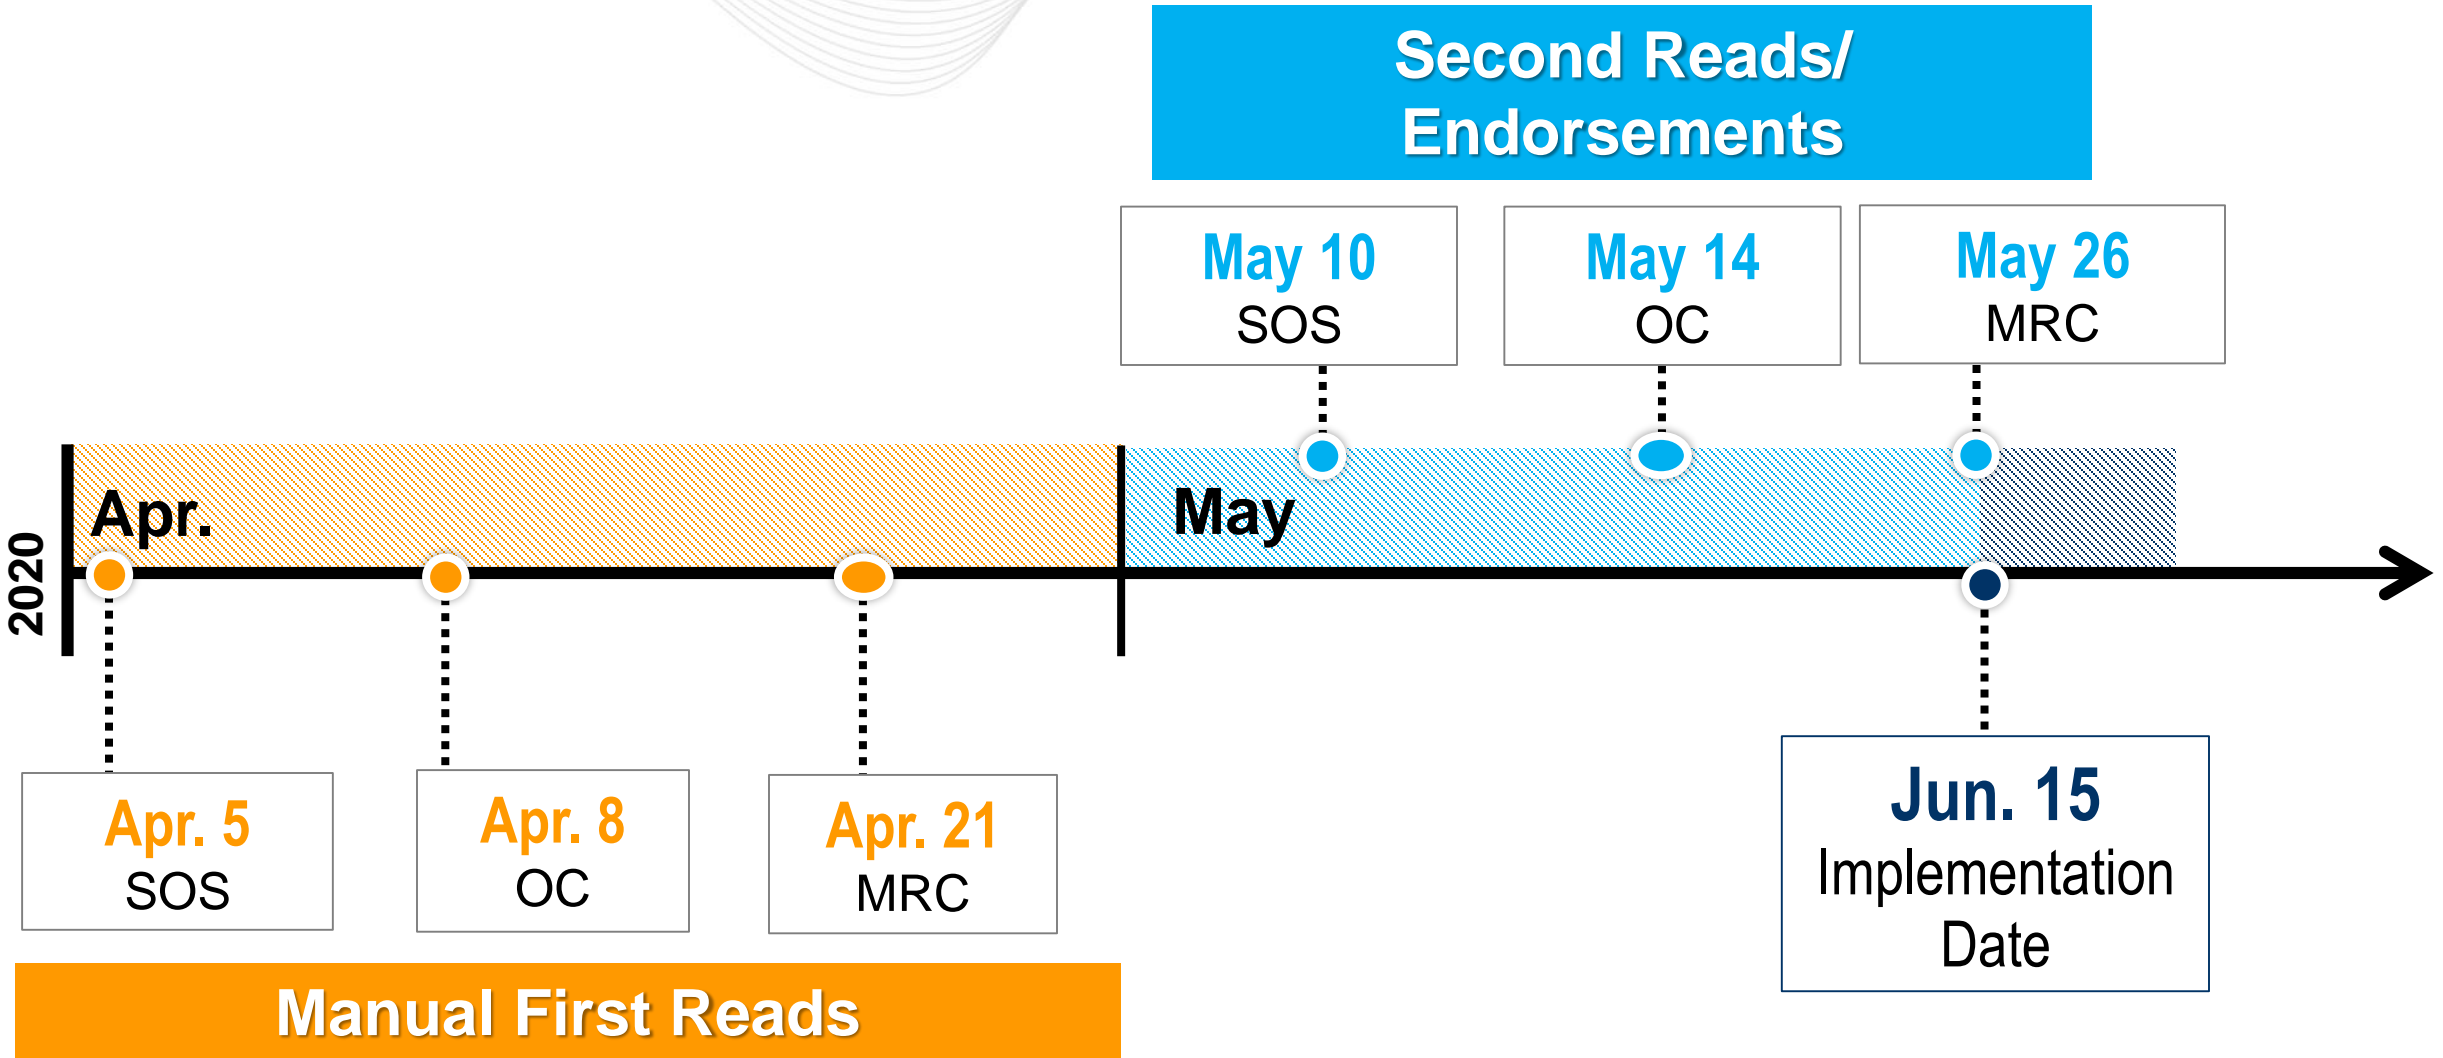 Second Reads/
Endorsements
May 10
SOS
May 14
OC
May 26
MRC
2020
Apr.
May
Apr. 5
SOS
Apr. 8
OC
Apr. 21
MRC
Jun. 15
Implementation
Date
Manual First Reads